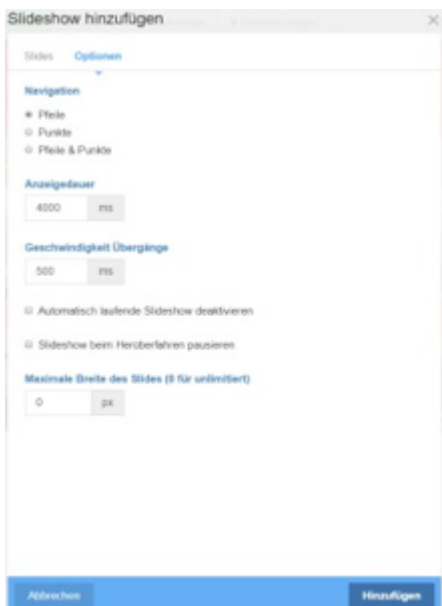 Slideshow hinzufügen
Slides Optionen
Navigation
Pfeile
Punkte
Pfeile & Punkte
Anzeigedauer
4000 ms
Geschwindigkeit Übergänge
500 ms
Automatisch laufende Slideshow deaktivieren
Slideshow beim Herüberfahren pausieren
Maximale Breite des Slides (0 für unlimitiert)
0 px
Abbrechen Hinzufügen